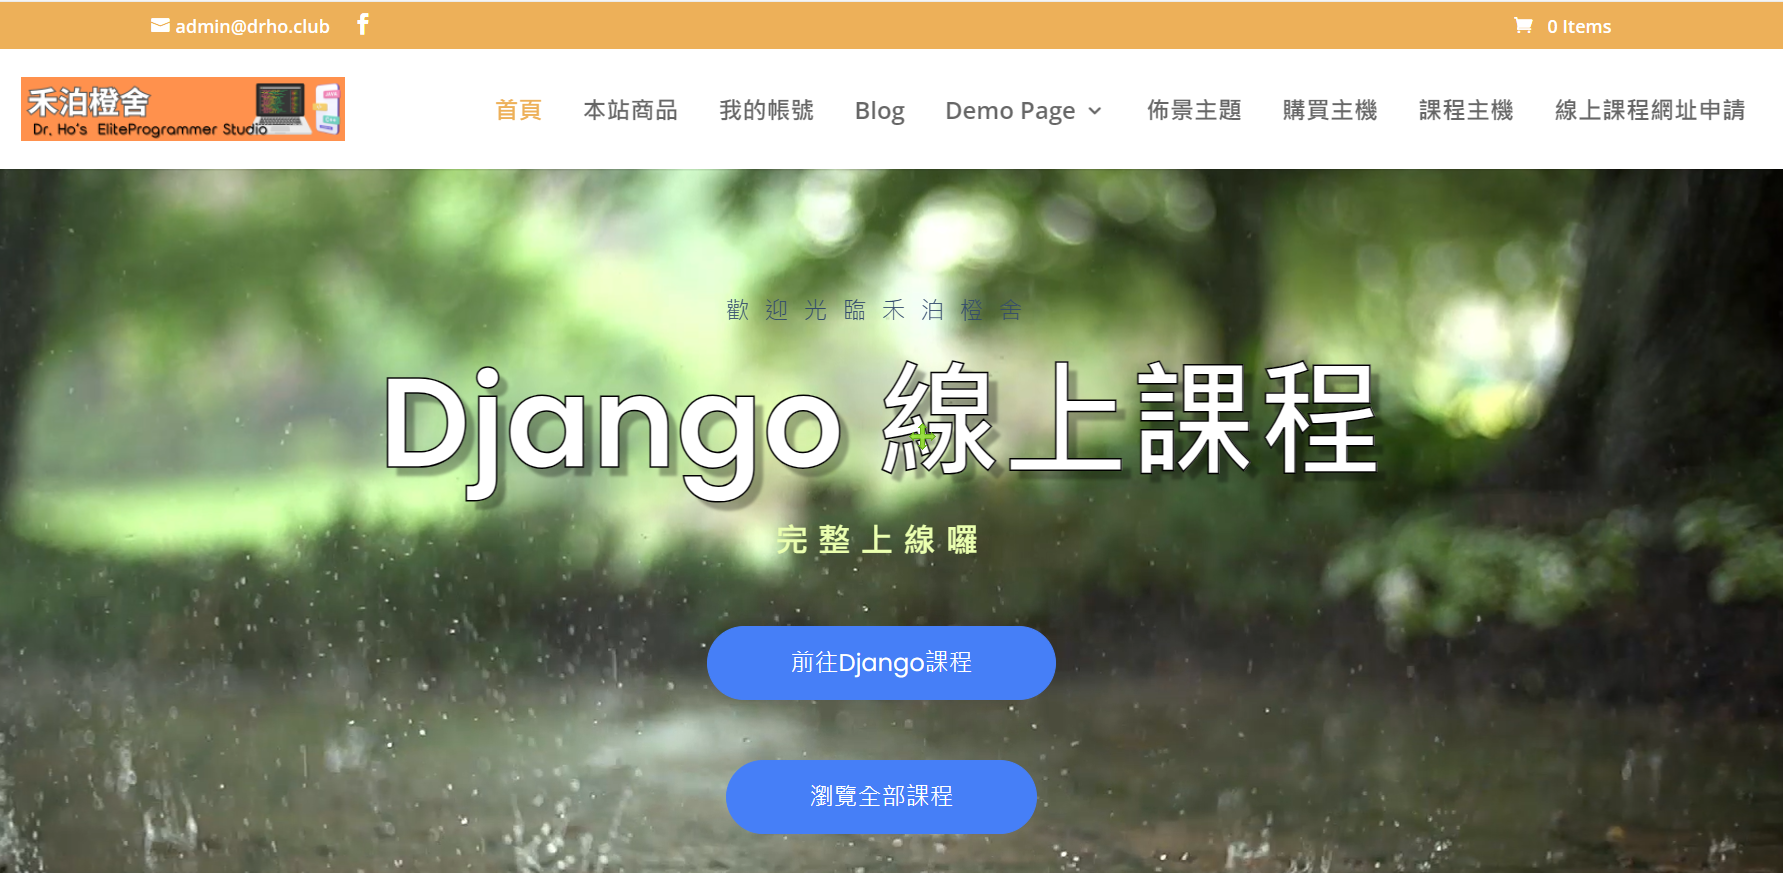 admin@drho.club
0 Items
禾泊橙舍
Dr. Ho's EliteProgrammer Studio
首頁 本站商品 我的帳號 Blog Demo Page 佈景主題 購買主機 課程主機 線上課程網址申請
歡迎光臨禾泊橙舍
Django 線上課程
完整上線囉
前往Django課程
瀏覽全部課程